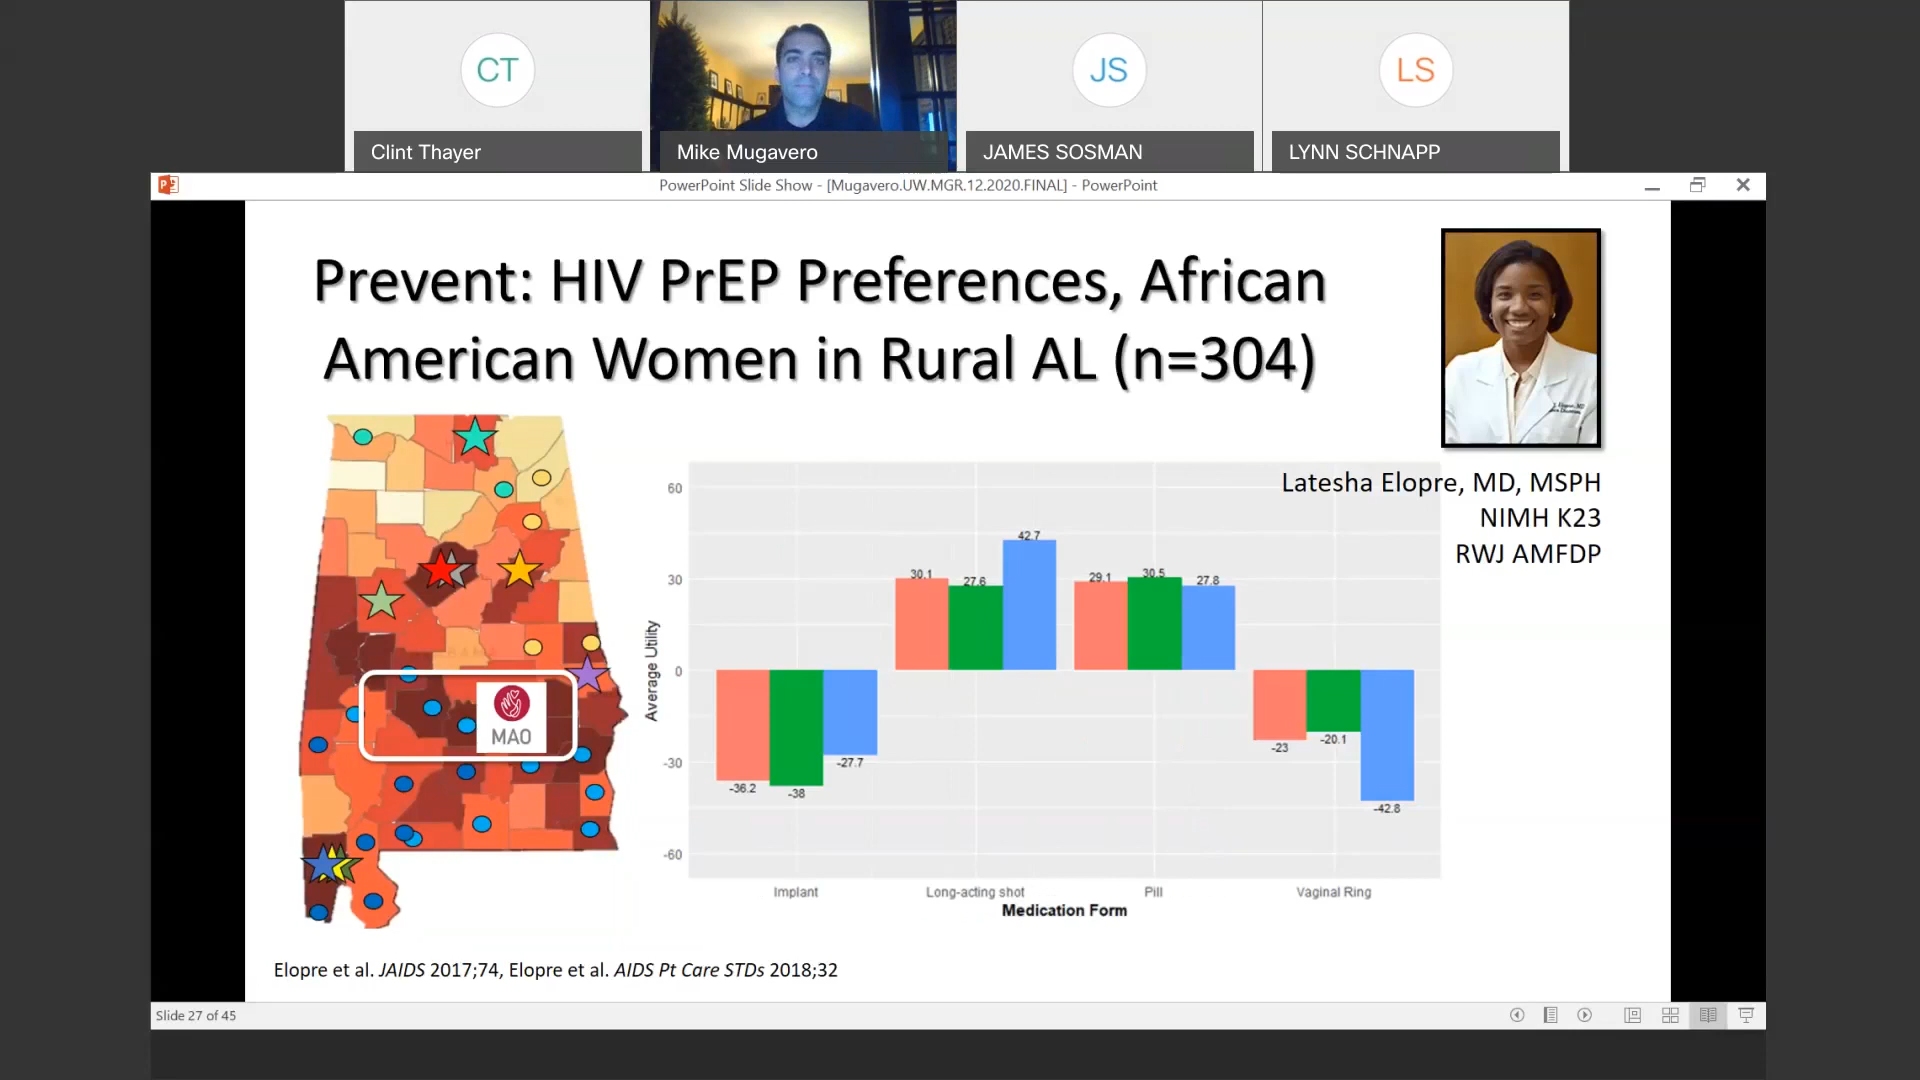 CT
JS
LS
Clint Thayer
Mike Mugavero
JAMES SOSMAN
LYNN SCHNAPP
PowerPoint Slide Show - [Mugavero.UW.MGR.12.2020.FINAL] - PowerPoint
Prevent: HIV PrEP Preferences, African
American Women in Rural AL (n=304)
Latesha Elopre, MD, MSPH
NIMH K23
RWJ AMFDP
MAO
Average Utility
60
30
0
-30
-60
-36.2
-38
-27.7
30.1
27.6
42.7
29.1
30.5
27.8
-23
-20.1
-42.8
Implant
Long-acting shot
Pill
Vaginal Ring
Medication Form
Elopre et al. JAIDS 2017;74, Elopre et al. AIDS Pt Care STDs 2018;32
Slide 27 of 45